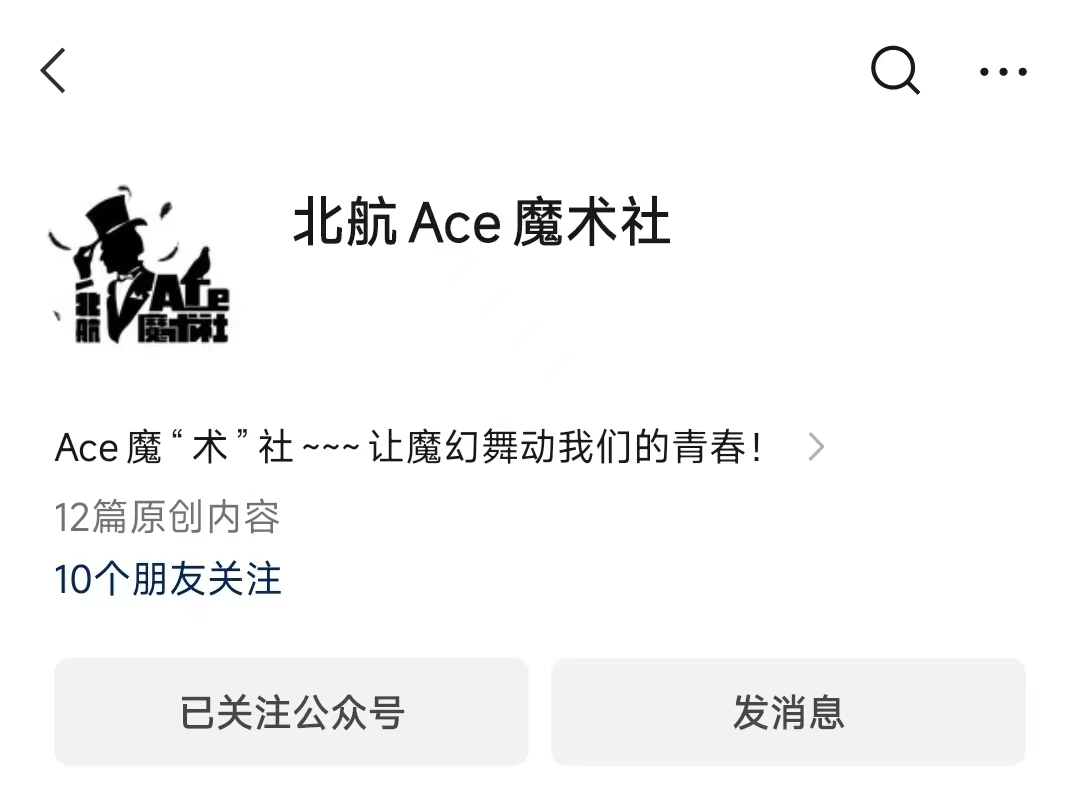 北航 Ace 魔术社
北航
Ace
魔术社
Ace 魔“术”社 ~~~ 让魔幻舞动我们的青春！
12篇原创内容
10个朋友关注
已关注公众号
发消息